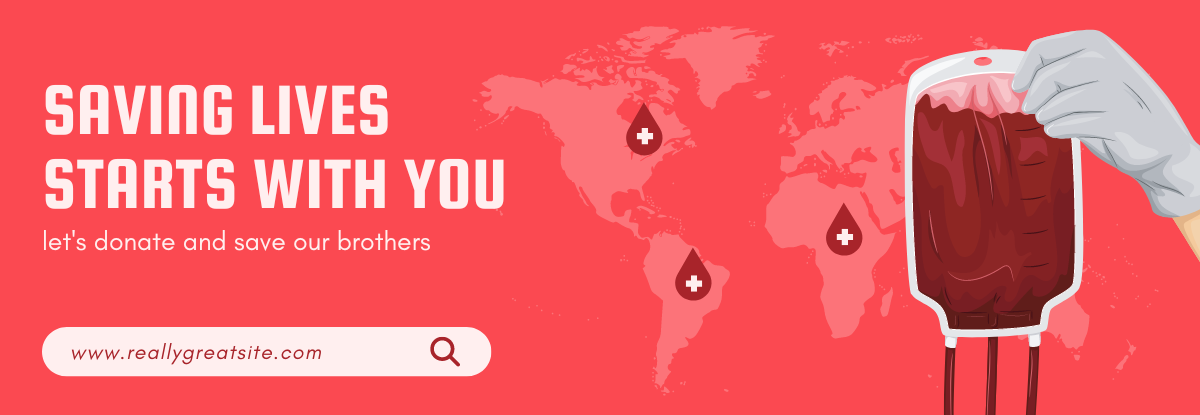 SAVING LIVES
STARTS WITH YOU
let's donate and save our brothers
www.reallygreatsite.com